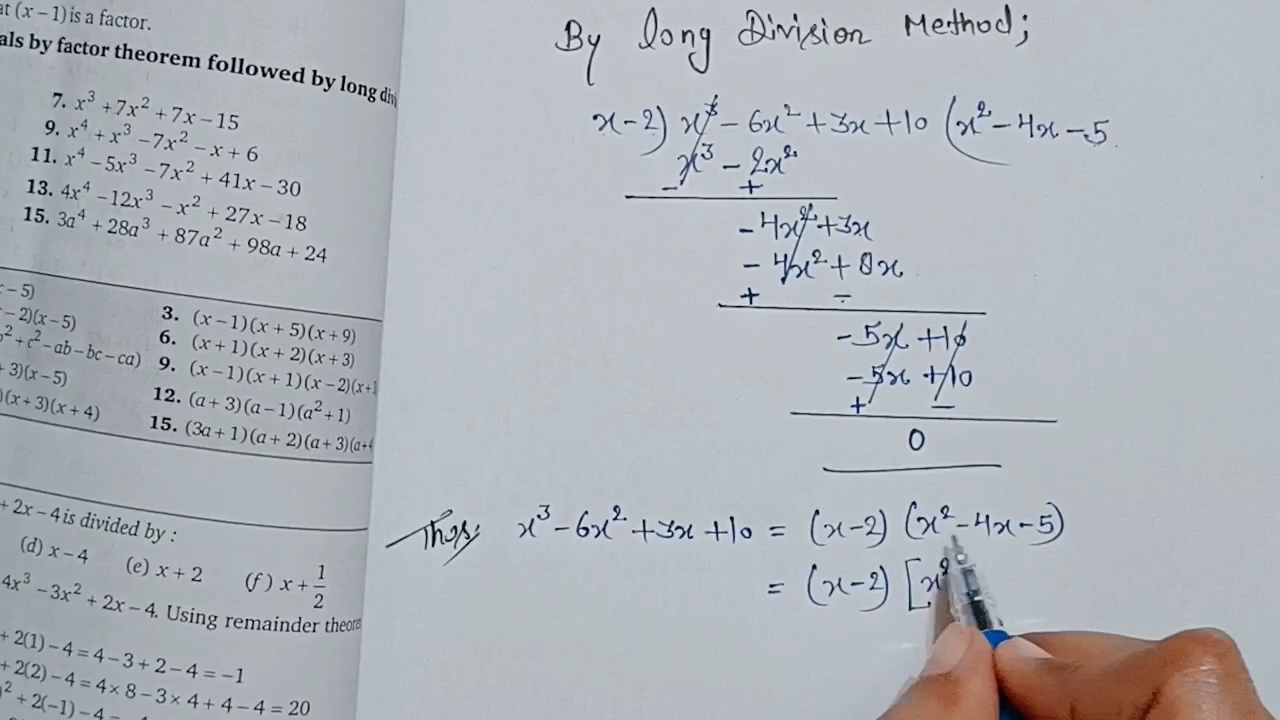 at (x – 1) is a factor.
als by factor theorem followed by long
7. x³ + 7x² + 7x – 15
9. x⁴ + x³ – 7x² – x + 6
11. x⁴ – 5x³ – 7x² + 41x – 30
13. 4x⁴ – 12x³ – x² + 27x – 18
15. 3a⁴ + 28a³ + 87a² + 98a + 24
– 5)
– 2)(x – 5)
3. (x – 1)(x + 5)(x + 9)
² + c² – ab – bc – ca)
6. (x + 1)(x + 2)(x + 3)
+ 3)(x – 5)
9. (x – 1)(x + 1)(x – 2)(x +
)(x + 3)(x + 4)
12. (a + 3)(a – 1)(a² + 1)
15. (3a + 1)(a + 2)(a + 3)(a +
+ 2x – 4 is divided by :
(d) x – 4 (e) x + 2 (f) x + 1/2
4x³ – 3x² + 2x – 4. Using remainder
+ 2(1) – 4 = 4 – 3 + 2 – 4 = –1
+ 2(2) – 4 = 4 × 8 – 3 × 4 + 4 – 4 = 20
)² + 2(–1) – 4
By long Division Method;
x-2) x³ - 6x² + 3x + 10 (x² - 4x - 5
x³ - 2x²
- +
- 4x² + 3x
- 4x² + 8x
+ -
- 5x + 10
- 5x + 10
+ -
0
Thus; x³ - 6x² + 3x + 10 = (x-2) (x² - 4x - 5)
= (x-2) [x²